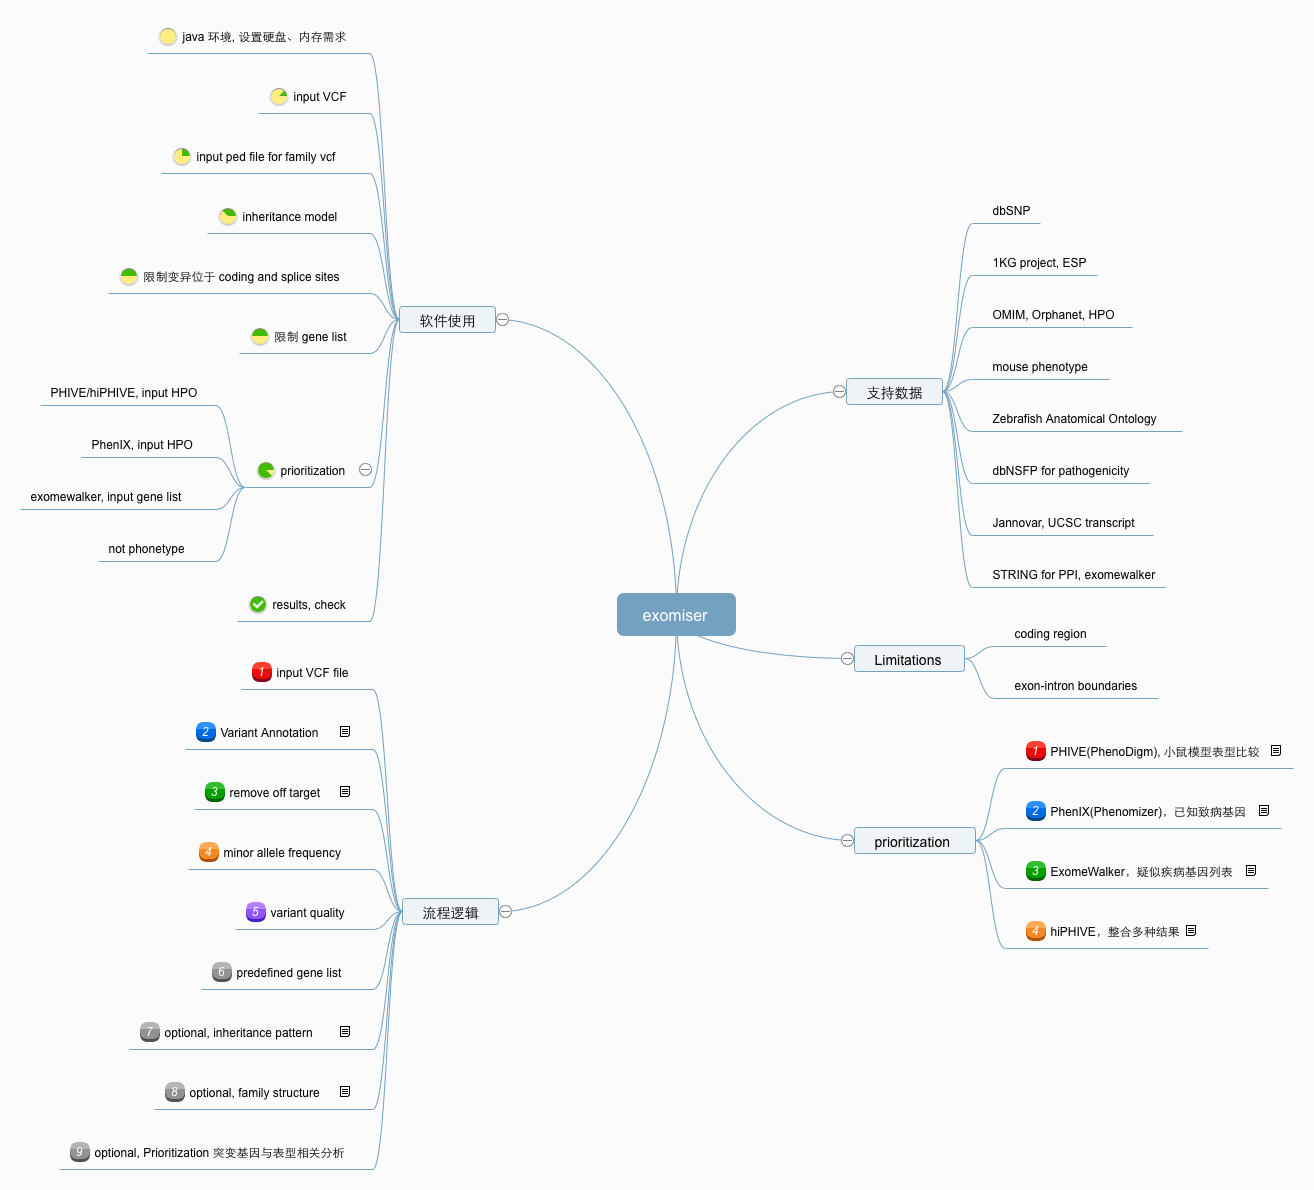 exomiser
软件使用
java 环境, 设置硬盘、内存需求
input VCF
input ped file for family vcf
inheritance model
限制变异位于 coding and splice sites
限制 gene list
prioritization
PHIVE/hiPHIVE, input HPO
PhenIX, input HPO
exomewalker, input gene list
not phonetype
results, check
流程逻辑
1 input VCF file
2 Variant Annotation
3 remove off target
4 minor allele frequency
5 variant quality
6 predefined gene list
7 optional, inheritance pattern
8 optional, family structure
9 optional, Prioritization 突变基因与表型相关分析
支持数据
dbSNP
1KG project, ESP
OMIM, Orphanet, HPO
mouse phenotype
Zebrafish Anatomical Ontology
dbNSFP for pathogenicity
Jannovar, UCSC transcript
STRING for PPI, exomewalker
Limitations
coding region
exon-intron boundaries
prioritization
1 PHIVE(PhenoDigm), 小鼠模型表型比较
2 PhenIX(Phenomizer)，已知致病基因
3 ExomeWalker，疑似疾病基因列表
4 hiPHIVE，整合多种结果